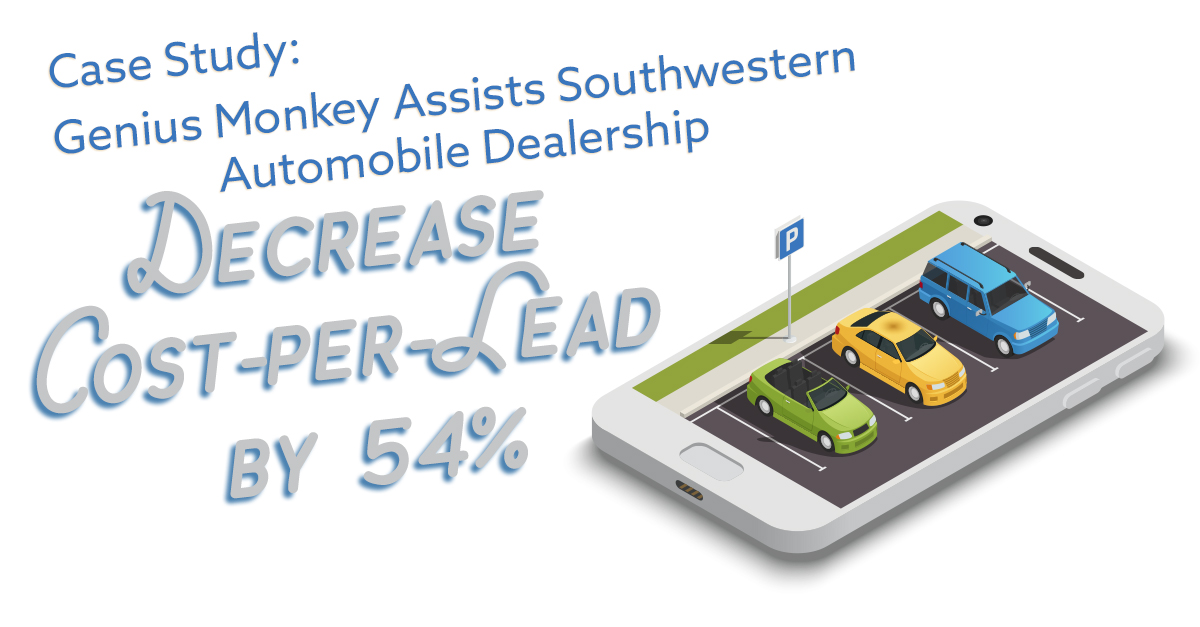 Case Study:
Genius Monkey Assists Southwestern
Automobile Dealership
Decrease
Cost-per-Lead
by 54%
P